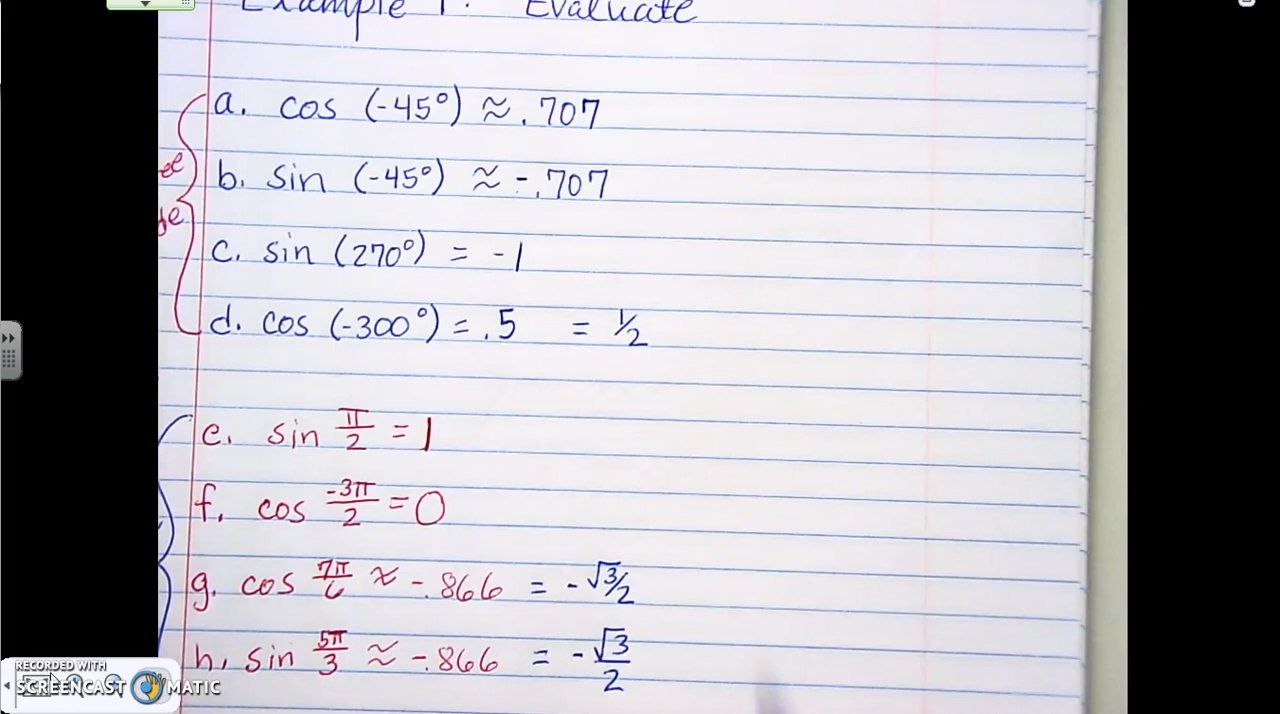 Example 1. Evaluate
a. cos (-45°) ≈ .707
b. sin (-45°) ≈ -.707
c. sin (270°) = -1
d. cos (-300°) = .5 = 1/2
e. sin π/2 = 1
f. cos -3π/2 = 0
g. cos 7π/6 ≈ -.866 = -√3/2
h. sin 5π/3 ≈ -.866 = -√3/2
RECORDED WITH
SCREENCAST MATIC